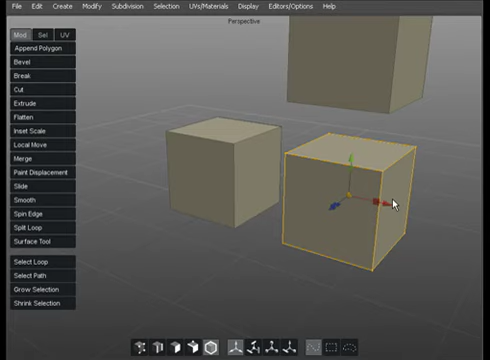 File Edit Create Modify Subdivision Selection UVs/Materials Display Editors/Options Help
Perspective
Mod Sel UV
Append Polygon
Bevel
Break
Cut
Extrude
Flatten
Inset Scale
Local Move
Merge
Paint Displacement
Slide
Smooth
Spin Edge
Split Loop
Surface Tool
Select Loop
Select Path
Grow Selection
Shrink Selection